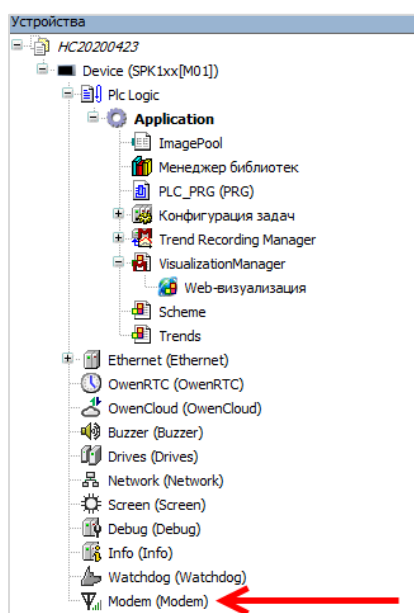 Устройства
HC20200423
Device (SPK1xx[M01])
Plc Logic
Application
ImagePool
Менеджер библиотек
PLC_PRG (PRG)
Конфигурация задач
Trend Recording Manager
VisualizationManager
Web-визуализация
Scheme
Trends
Ethernet (Ethernet)
OwenRTC (OwenRTC)
OwenCloud (OwenCloud)
Buzzer (Buzzer)
Drives (Drives)
Network (Network)
Screen (Screen)
Debug (Debug)
Info (Info)
Watchdog (Watchdog)
Modem (Modem)